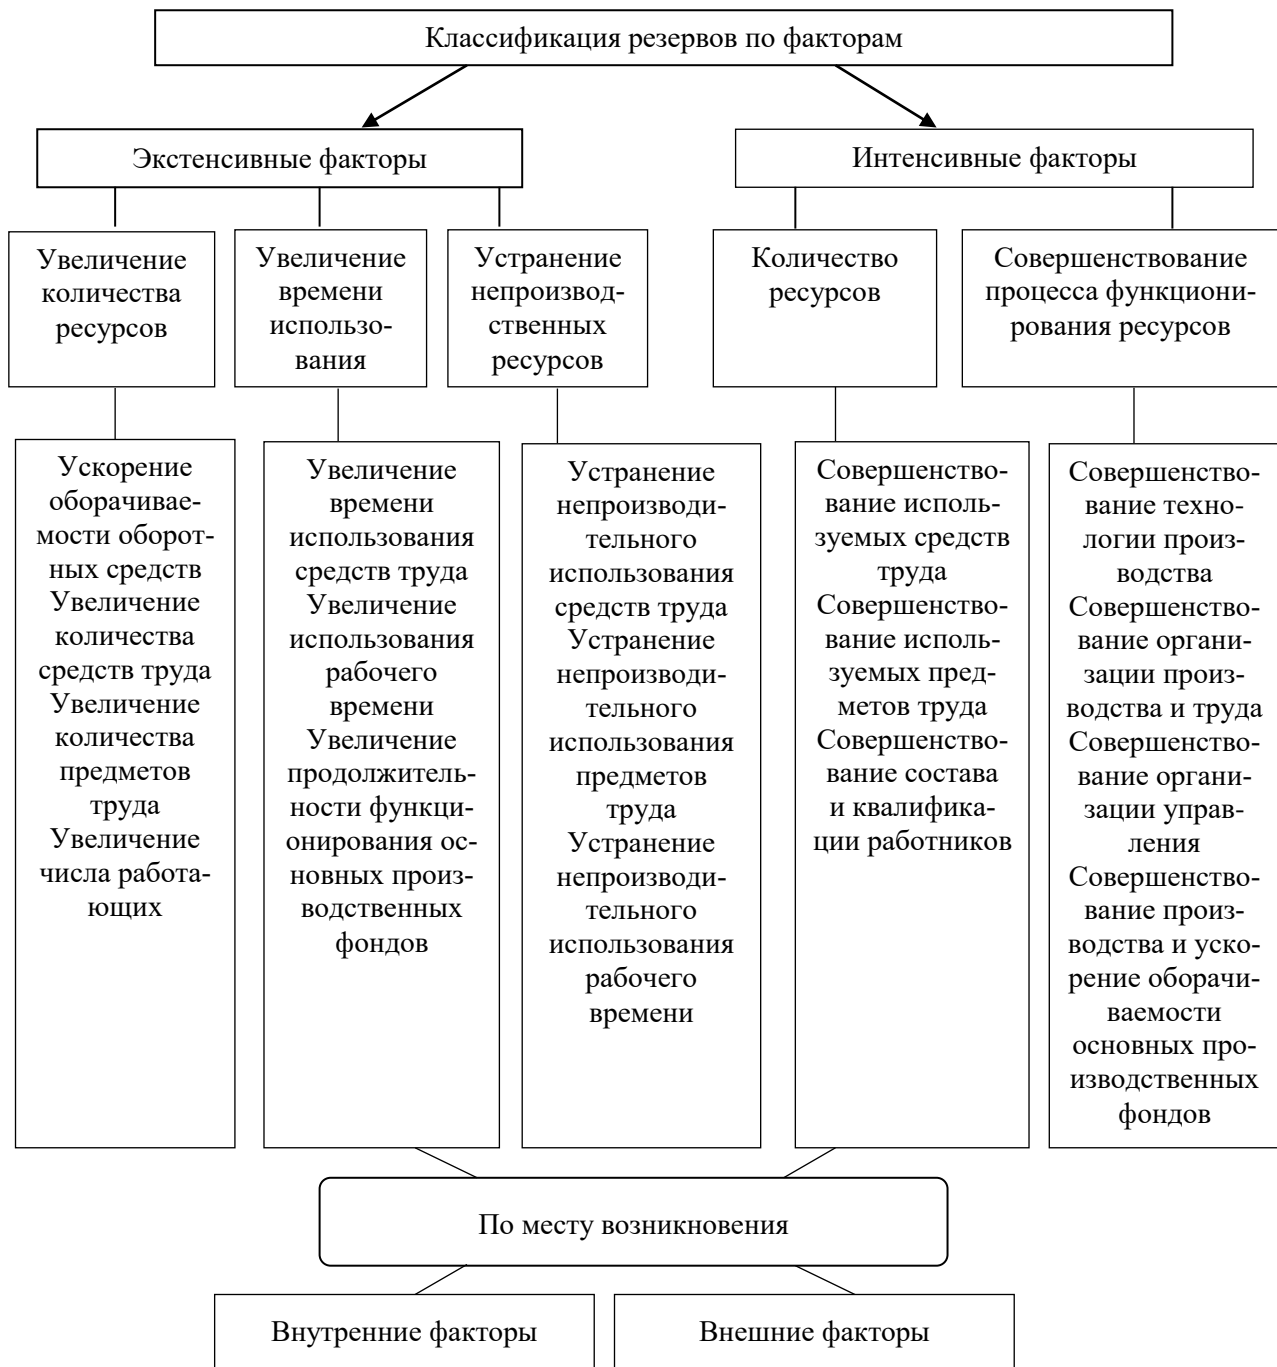 Классификация резервов по факторам
Экстенсивные факторы
Интенсивные факторы
Увеличение
количества
ресурсов
Увеличение
времени
использо-
вания
Устранение
непроизвод-
ственных
ресурсов
Количество
ресурсов
Совершенствование
процесса функциони-
рования ресурсов
Ускорение
оборачивае-
мости оборот-
ных средств
Увеличение
количества
средств труда
Увеличение
количества
предметов
труда
Увеличение
числа работа-
ющих
Увеличение
времени
использования
средств труда
Увеличение
использования
рабочего
времени
Увеличение
продолжитель-
ности функци-
онирования ос-
новных произ-
водственных
фондов
Устранение
непроизводи-
тельного
использования
средств труда
Устранение
непроизводи-
тельного
использования
предметов
труда
Устранение
непроизводи-
тельного
использования
рабочего
времени
Совершенство-
вание исполь-
зуемых средств
труда
Совершенство-
вание исполь-
зуемых пред-
метов труда
Совершенство-
вание состава
и квалифика-
ции работников
Совершенство-
вание техно-
логии произ-
водства
Совершенство-
вание органи-
зации произ-
водства и труда
Совершенство-
вание органи-
зации управ-
ления
Совершенство-
вание произ-
водства и уско-
рение оборачи-
ваемости
основных про-
изводственных
фондов
По месту возникновения
Внутренние факторы
Внешние факторы